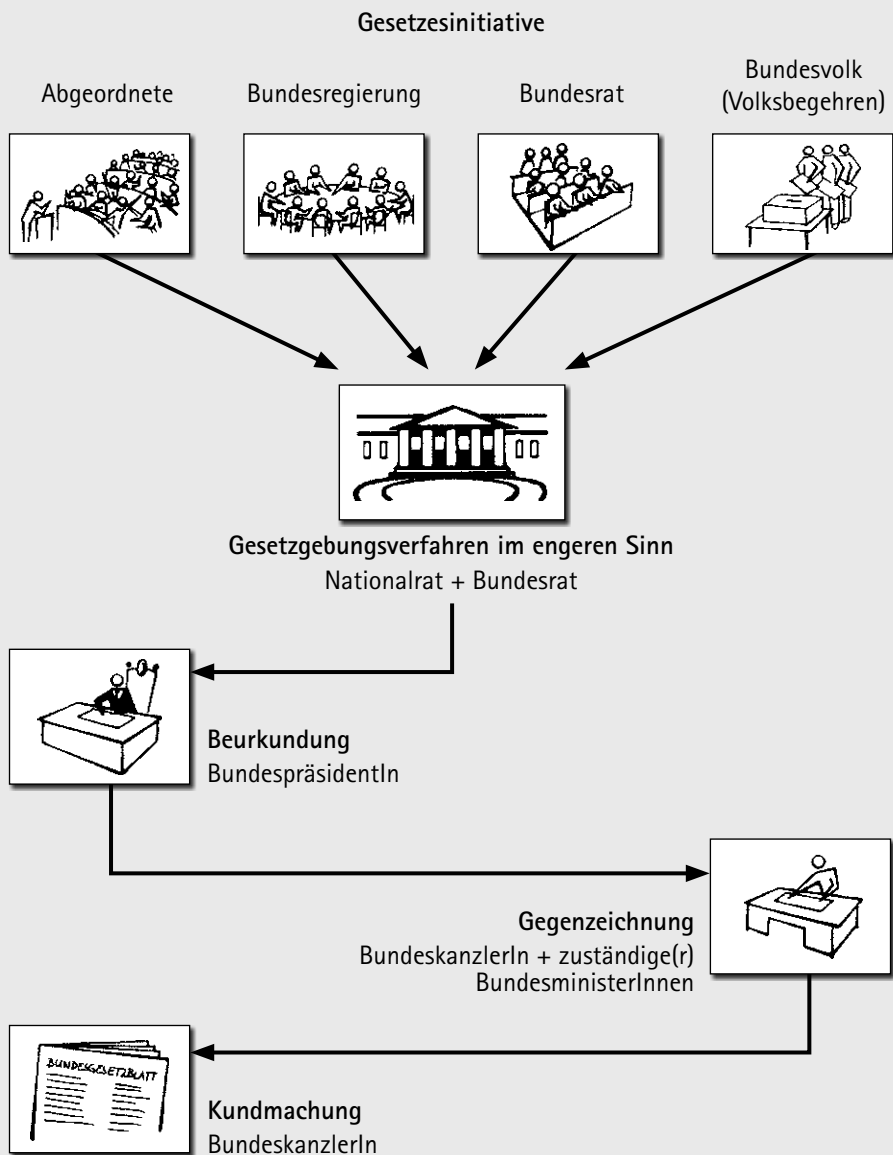 Gesetzesinitiative
Abgeordnete
Bundesregierung
Bundesrat
Bundesvolk
(Volksbegehren)
Gesetzgebungsverfahren im engeren Sinn
Nationalrat + Bundesrat
Beurkundung
BundespräsidentIn
Gegenzeichnung
BundeskanzlerIn + zuständige(r)
BundesministerInnen
BUNDESGESETZBLATT
Kundmachung
BundeskanzlerIn